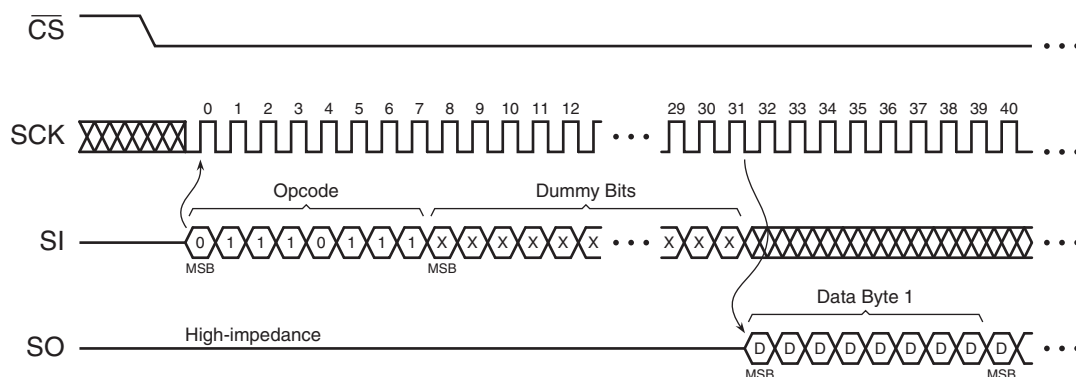 CS
0 1 2 3 4 5 6 7 8 9 10 11 12 29 30 31 32 33 34 35 36 37 38 39 40
SCK
Opcode Dummy Bits
SI 0 1 1 1 0 1 1 1 X X X X X X X X X
MSB MSB
Data Byte 1
High-impedance
SO D D D D D D D D D
MSB MSB